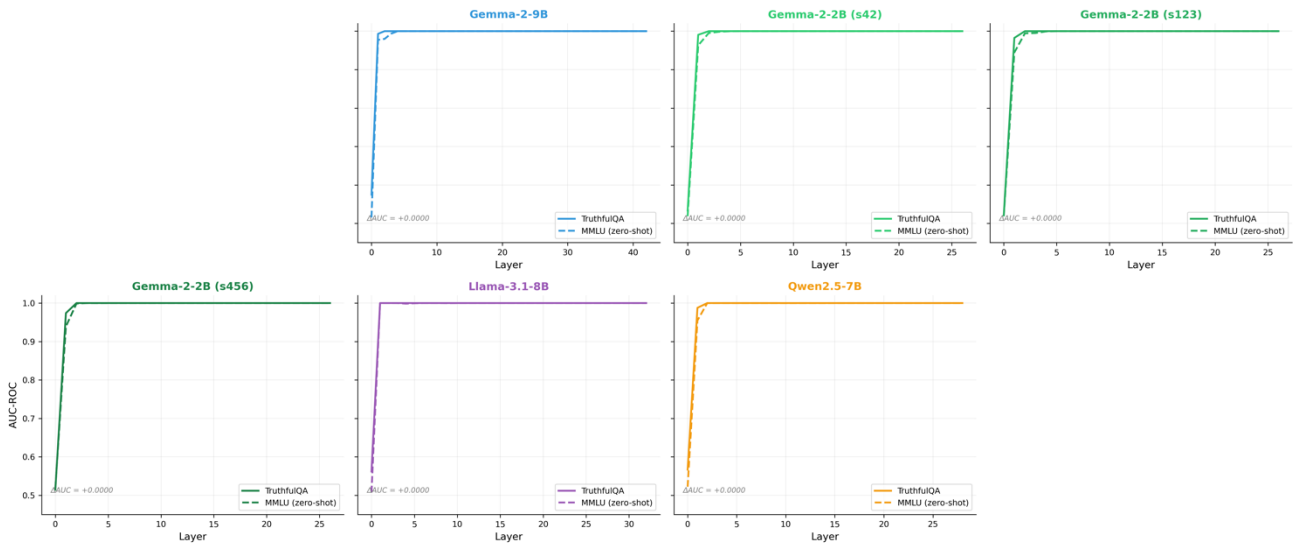 Gemma-2-9B
ΔAUC = +0.0000
TruthfulQA
MMLU (zero-shot)
0 10 20 30 40
Layer
Gemma-2-2B (s42)
ΔAUC = +0.0000
TruthfulQA
MMLU (zero-shot)
0 5 10 15 20 25
Layer
Gemma-2-2B (s123)
ΔAUC = +0.0000
TruthfulQA
MMLU (zero-shot)
0 5 10 15 20 25
Layer
Gemma-2-2B (s456)
AUC-ROC
1.0
0.9
0.8
0.7
0.6
0.5
ΔAUC = +0.0000
TruthfulQA
MMLU (zero-shot)
0 5 10 15 20 25
Layer
Llama-3.1-8B
ΔAUC = +0.0000
TruthfulQA
MMLU (zero-shot)
0 5 10 15 20 25 30
Layer
Qwen2.5-7B
ΔAUC = +0.0000
TruthfulQA
MMLU (zero-shot)
0 5 10 15 20 25
Layer